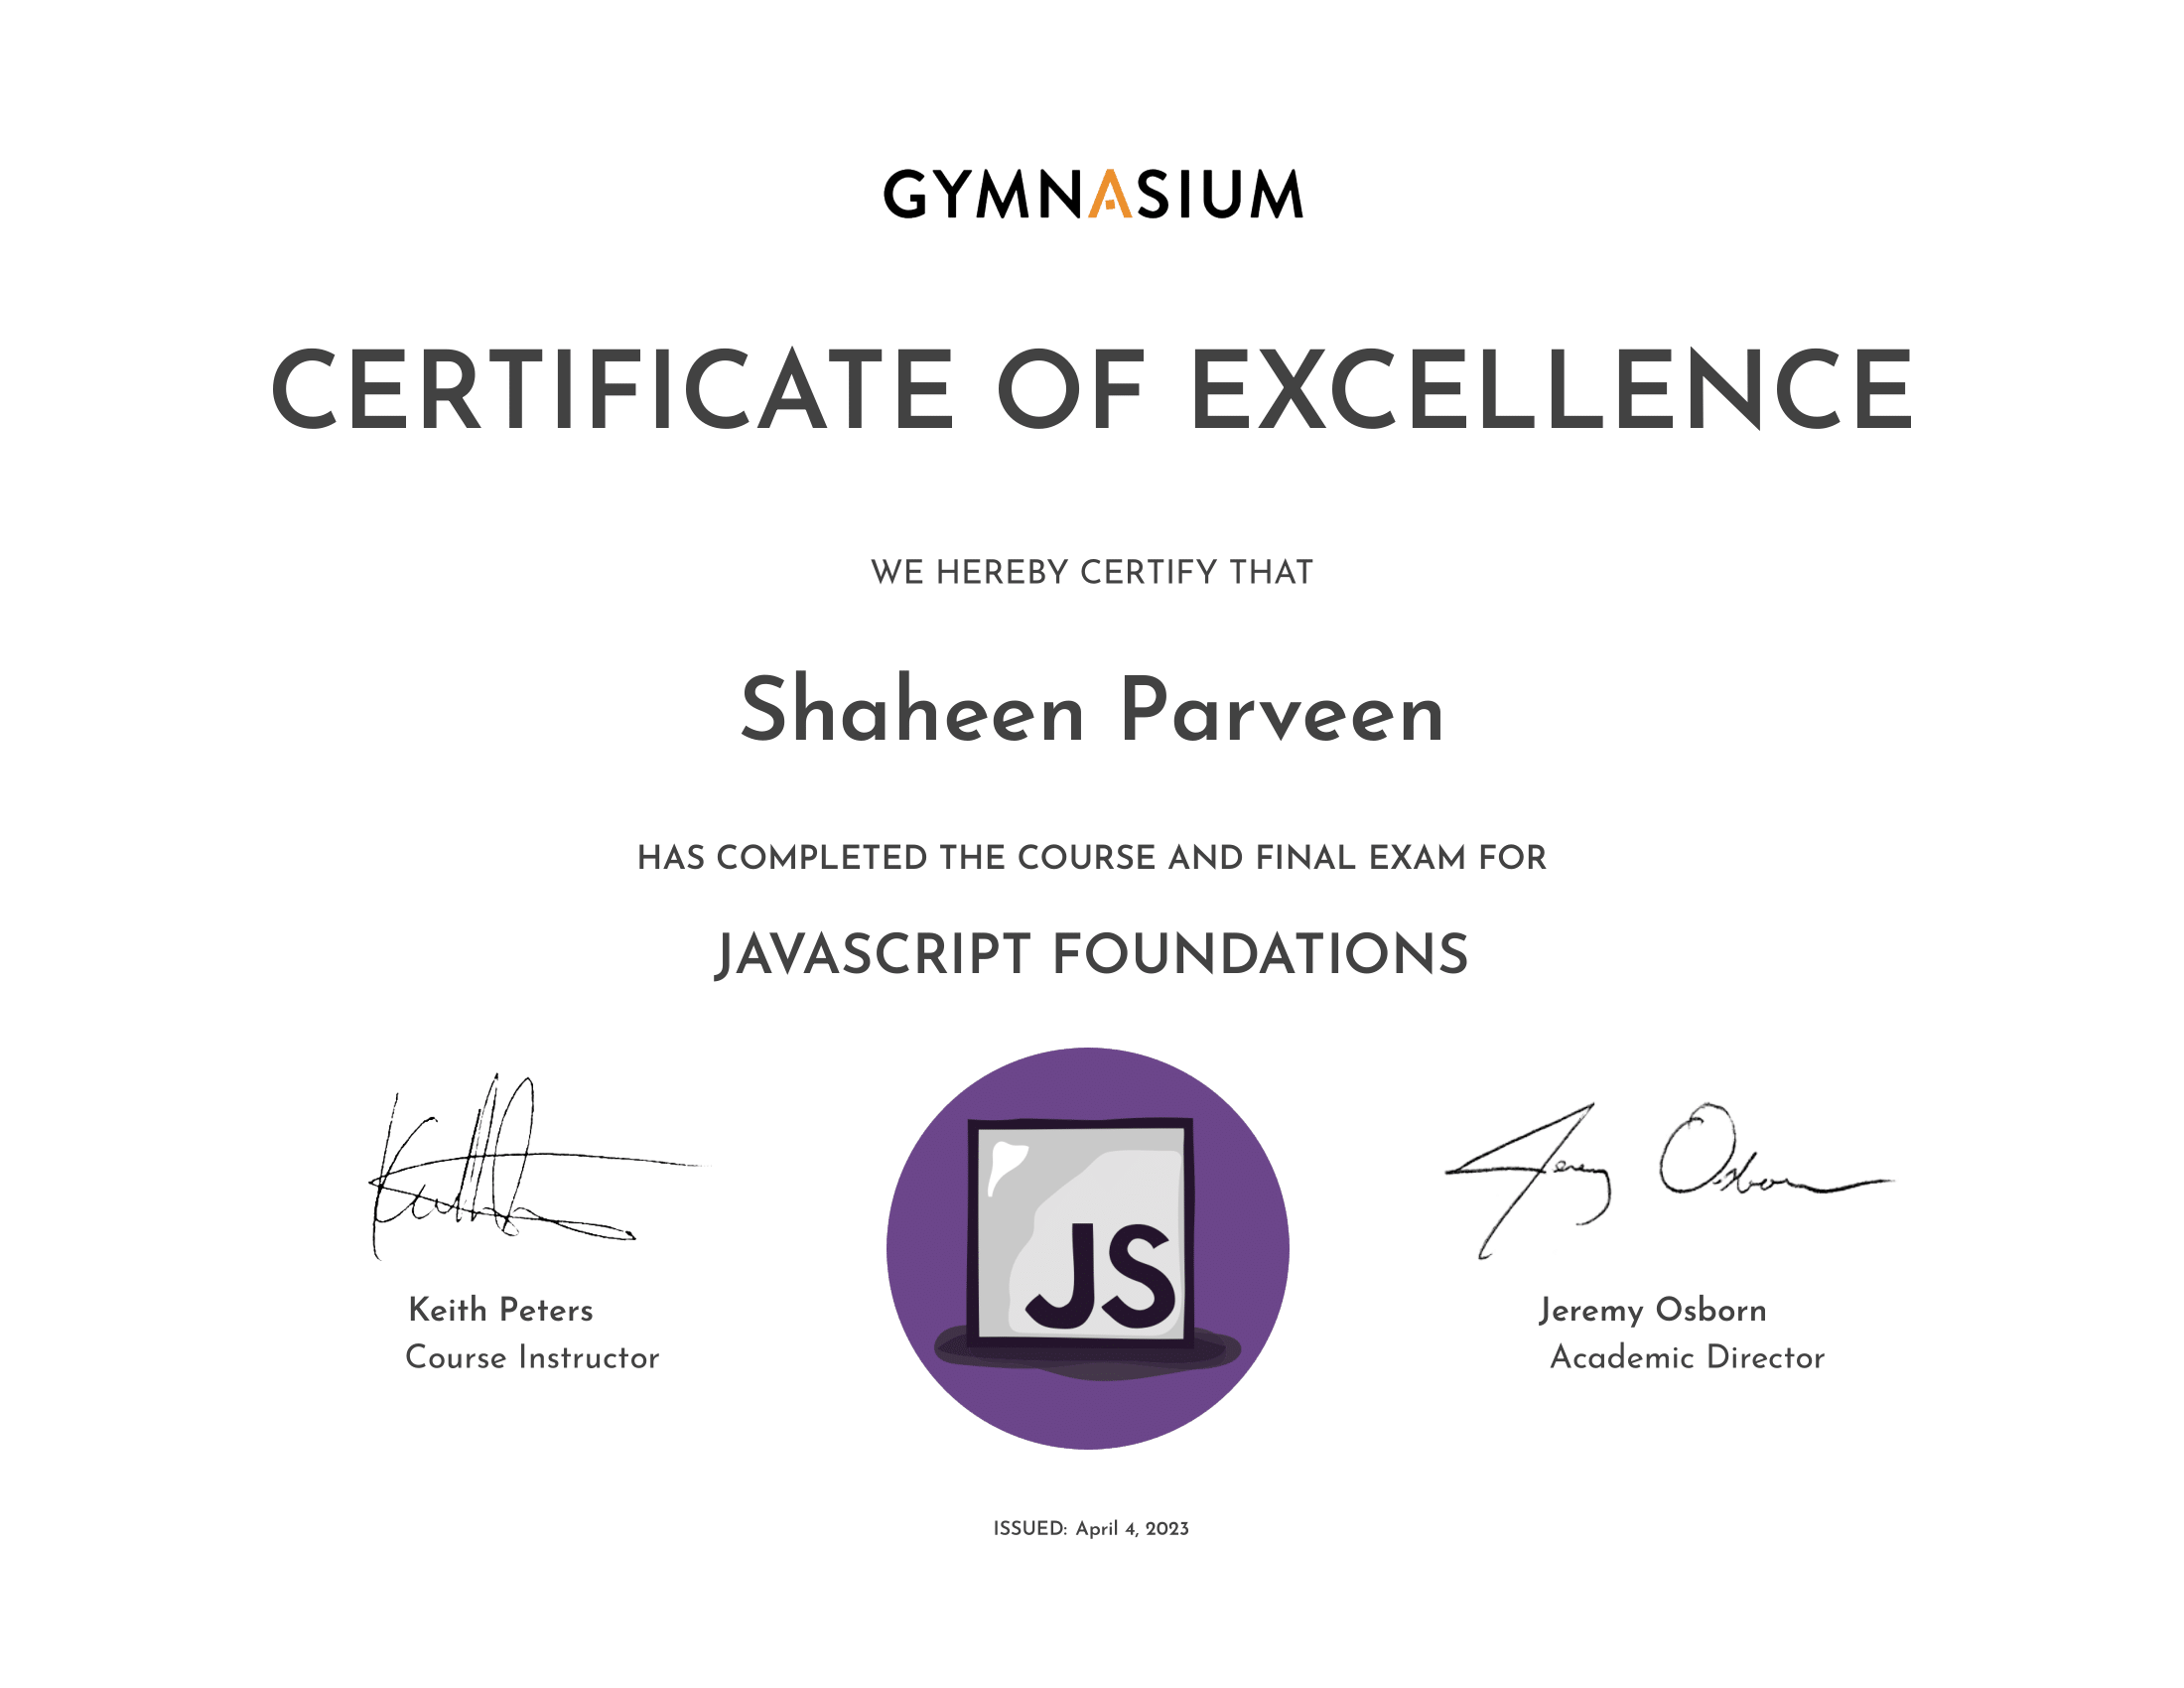 GYMNASIUM
CERTIFICATE OF EXCELLENCE
WE HEREBY CERTIFY THAT
Shaheen Parveen
HAS COMPLETED THE COURSE AND FINAL EXAM FOR
JAVASCRIPT FOUNDATIONS
Keith
Jeremy Osborn
JS
Keith Peters
Jeremy Osborn
Course Instructor
Academic Director
ISSUED: April 4, 2023